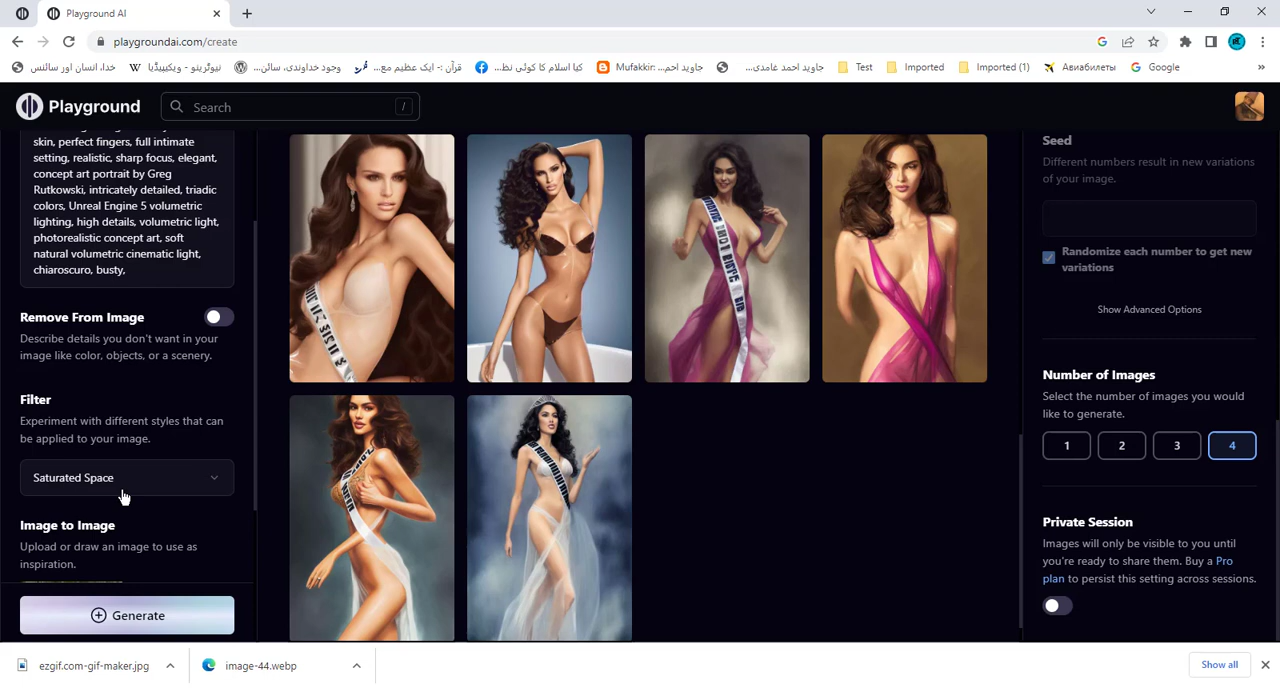 Playground AI
playgroundai.com/create
خدا، انسان اور سائنس
نیوٹرینو - ویکیپیڈیا
وجود خداوندی، سائن...
قرآن :- ایک عظیم مع...
کیا اسلام کا کوئی نظ...
Mufakkir: جاوید احمد...
جاوید احمد غامدی...
Test
Imported
Imported (1)
Авиабилеты
Google
»
Playground
Search
/
skin, perfect fingers, full intimate
setting, realistic, sharp focus, elegant,
concept art portrait by Greg
Rutkowski, intricately detailed, triadic
colors, Unreal Engine 5 volumetric
lighting, high details, volumetric light,
photorealistic concept art, soft
natural volumetric cinematic light,
chiaroscuro, busty,
Remove From Image
Describe details you don't want in your
image like color, objects, or a scenery.
Filter
Experiment with different styles that can
be applied to your image.
Saturated Space
Image to Image
Upload or draw an image to use as
inspiration.
Generate
Seed
Different numbers result in new variations
of your image.
Randomize each number to get new
variations
Show Advanced Options
Number of Images
Select the number of images you would
like to generate.
1 2 3 4
Private Session
Images will only be visible to you until
you're ready to share them. Buy a Pro
plan to persist this setting across sessions.
ezgif.com-gif-maker.jpg
image-44.webp
Show all